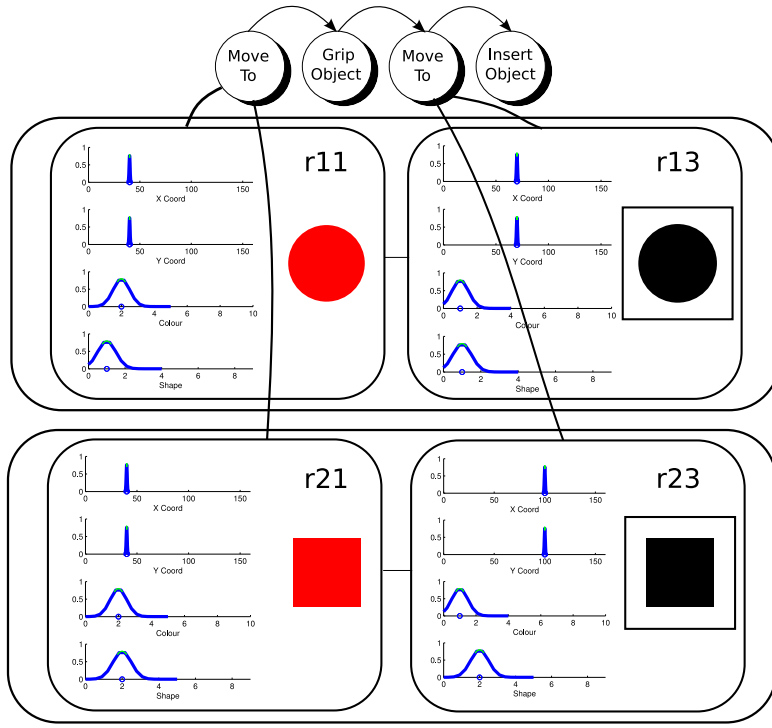 Move
To
Grip
Object
Move
To
Insert
Object
r11
1
0.5
0
0 50 100 150
X Coord
1
0.5
0
0 50 100 150
Y Coord
1
0.5
0
0 2 4 6 8 10
Colour
1
0.5
0
0 2 4 6 8
Shape
r13
1
0.5
0
0 50 100 150
X Coord
1
0.5
0
0 50 100 150
Y Coord
1
0.5
0
0 2 4 6 8 10
Colour
1
0.5
0
0 2 4 6 8
Shape
r21
1
0.5
0
0 50 100 150
X Coord
1
0.5
0
0 50 100 150
Y Coord
1
0.5
0
0 2 4 6 8 10
Colour
1
0.5
0
0 2 4 6 8
Shape
r23
1
0.5
0
0 50 100 150
X Coord
1
0.5
0
0 50 100 150
Y Coord
1
0.5
0
0 2 4 6 8 10
Colour
1
0.5
0
0 2 4 6 8
Shape